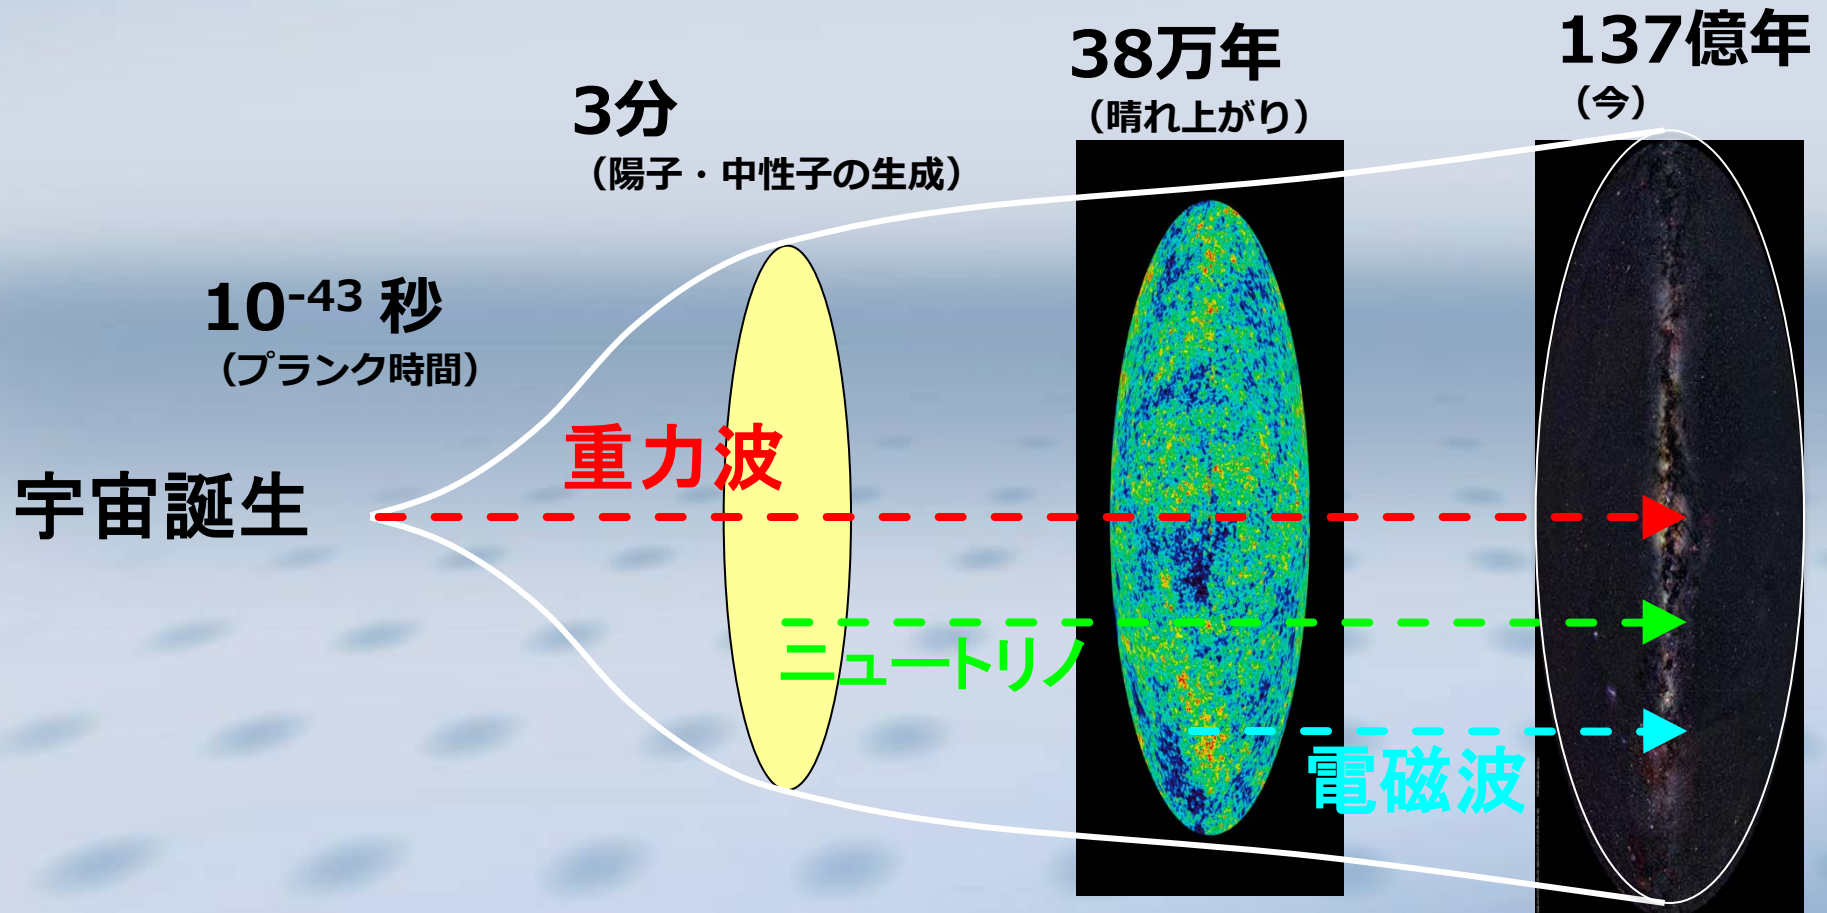 宇宙誕生
10-43 秒
（プランク時間）
3分
（陽子・中性子の生成）
38万年
（晴れ上がり）
137億年
（今）
重力波
ニュートリノ
電磁波